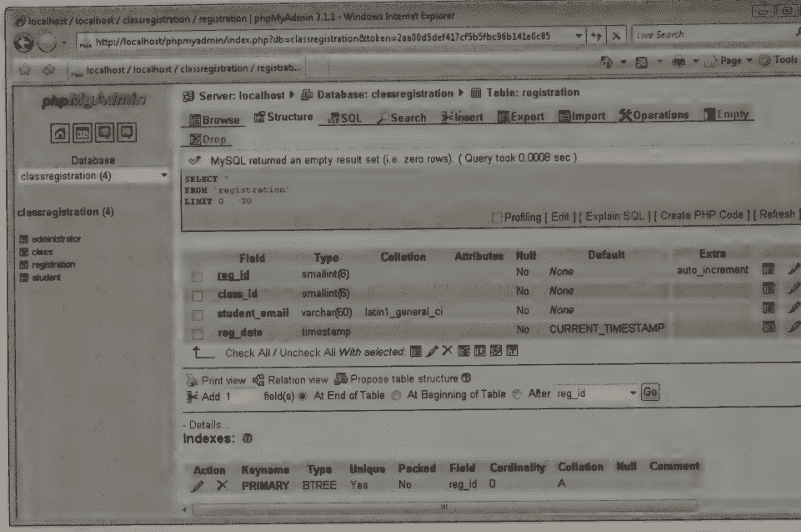 localhost / localhost / classregistration / registration | phpMyAdmin 3.1.1 - Windows Internet Explorer
http://localhost/phpmyadmin/index.php?db=classregistration&token=2aa00d5def417cf5b5fbc96b141e0c85
Live Search
localhost / localhost / classregistration / registrati...
Page
Tools
phpMyAdmin
Server: localhost Database: classregistration Table: registration
Browse Structure SQL Search Insert Export Import Operations Empty
Drop
Database
classregistration (4)
classregistration (4)
administrator
class
registration
student
MySQL returned an empty result set (i.e. zero rows). ( Query took 0.0008 sec )
SELECT *
FROM `registration`
LIMIT 0 , 30
Profiling [ Edit ] [ Explain SQL ] [ Create PHP Code ] [ Refresh ]
Field Type Collation Attributes Null Default Extra
reg_id smallint(6) No None auto_increment
class_id smallint(6) No None
student_email varchar(60) latin1_general_ci No None
reg_date timestamp No CURRENT_TIMESTAMP
Check All / Uncheck All With selected:
Print view Relation view Propose table structure
Add 1 field(s) At End of Table At Beginning of Table After reg_id Go
- Details...
Indexes:
Action Keyname Type Unique Packed Field Cardinality Collation Null Comment
PRIMARY BTREE Yes No reg_id 0 A